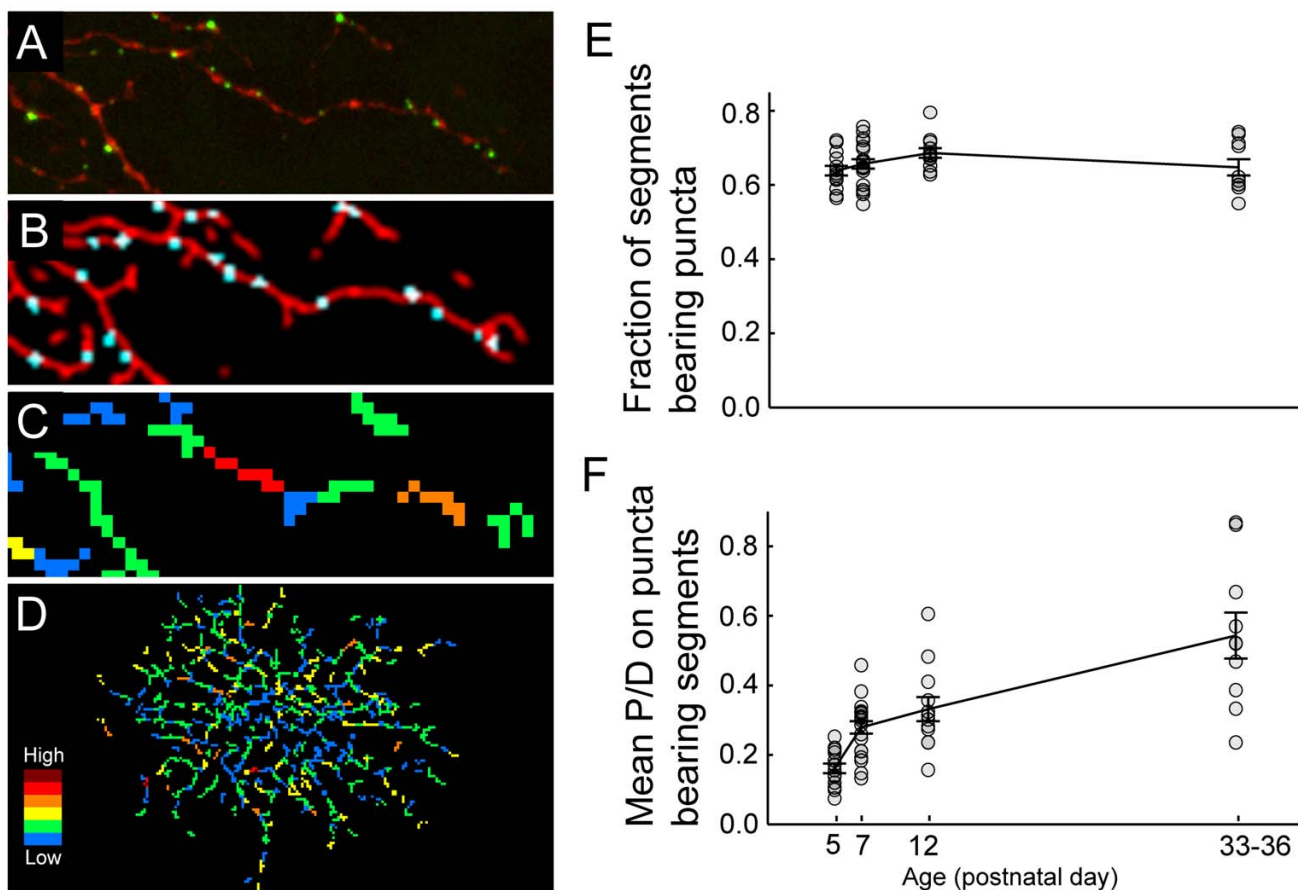 A
B
C
D
High
Low
E
Fraction of segments
bearing puncta
0.8
0.6
0.4
0.2
0.0
F
Mean P/D on puncta
bearing segments
0.8
0.6
0.4
0.2
0.0
5 7 12 33-36
Age (postnatal day)